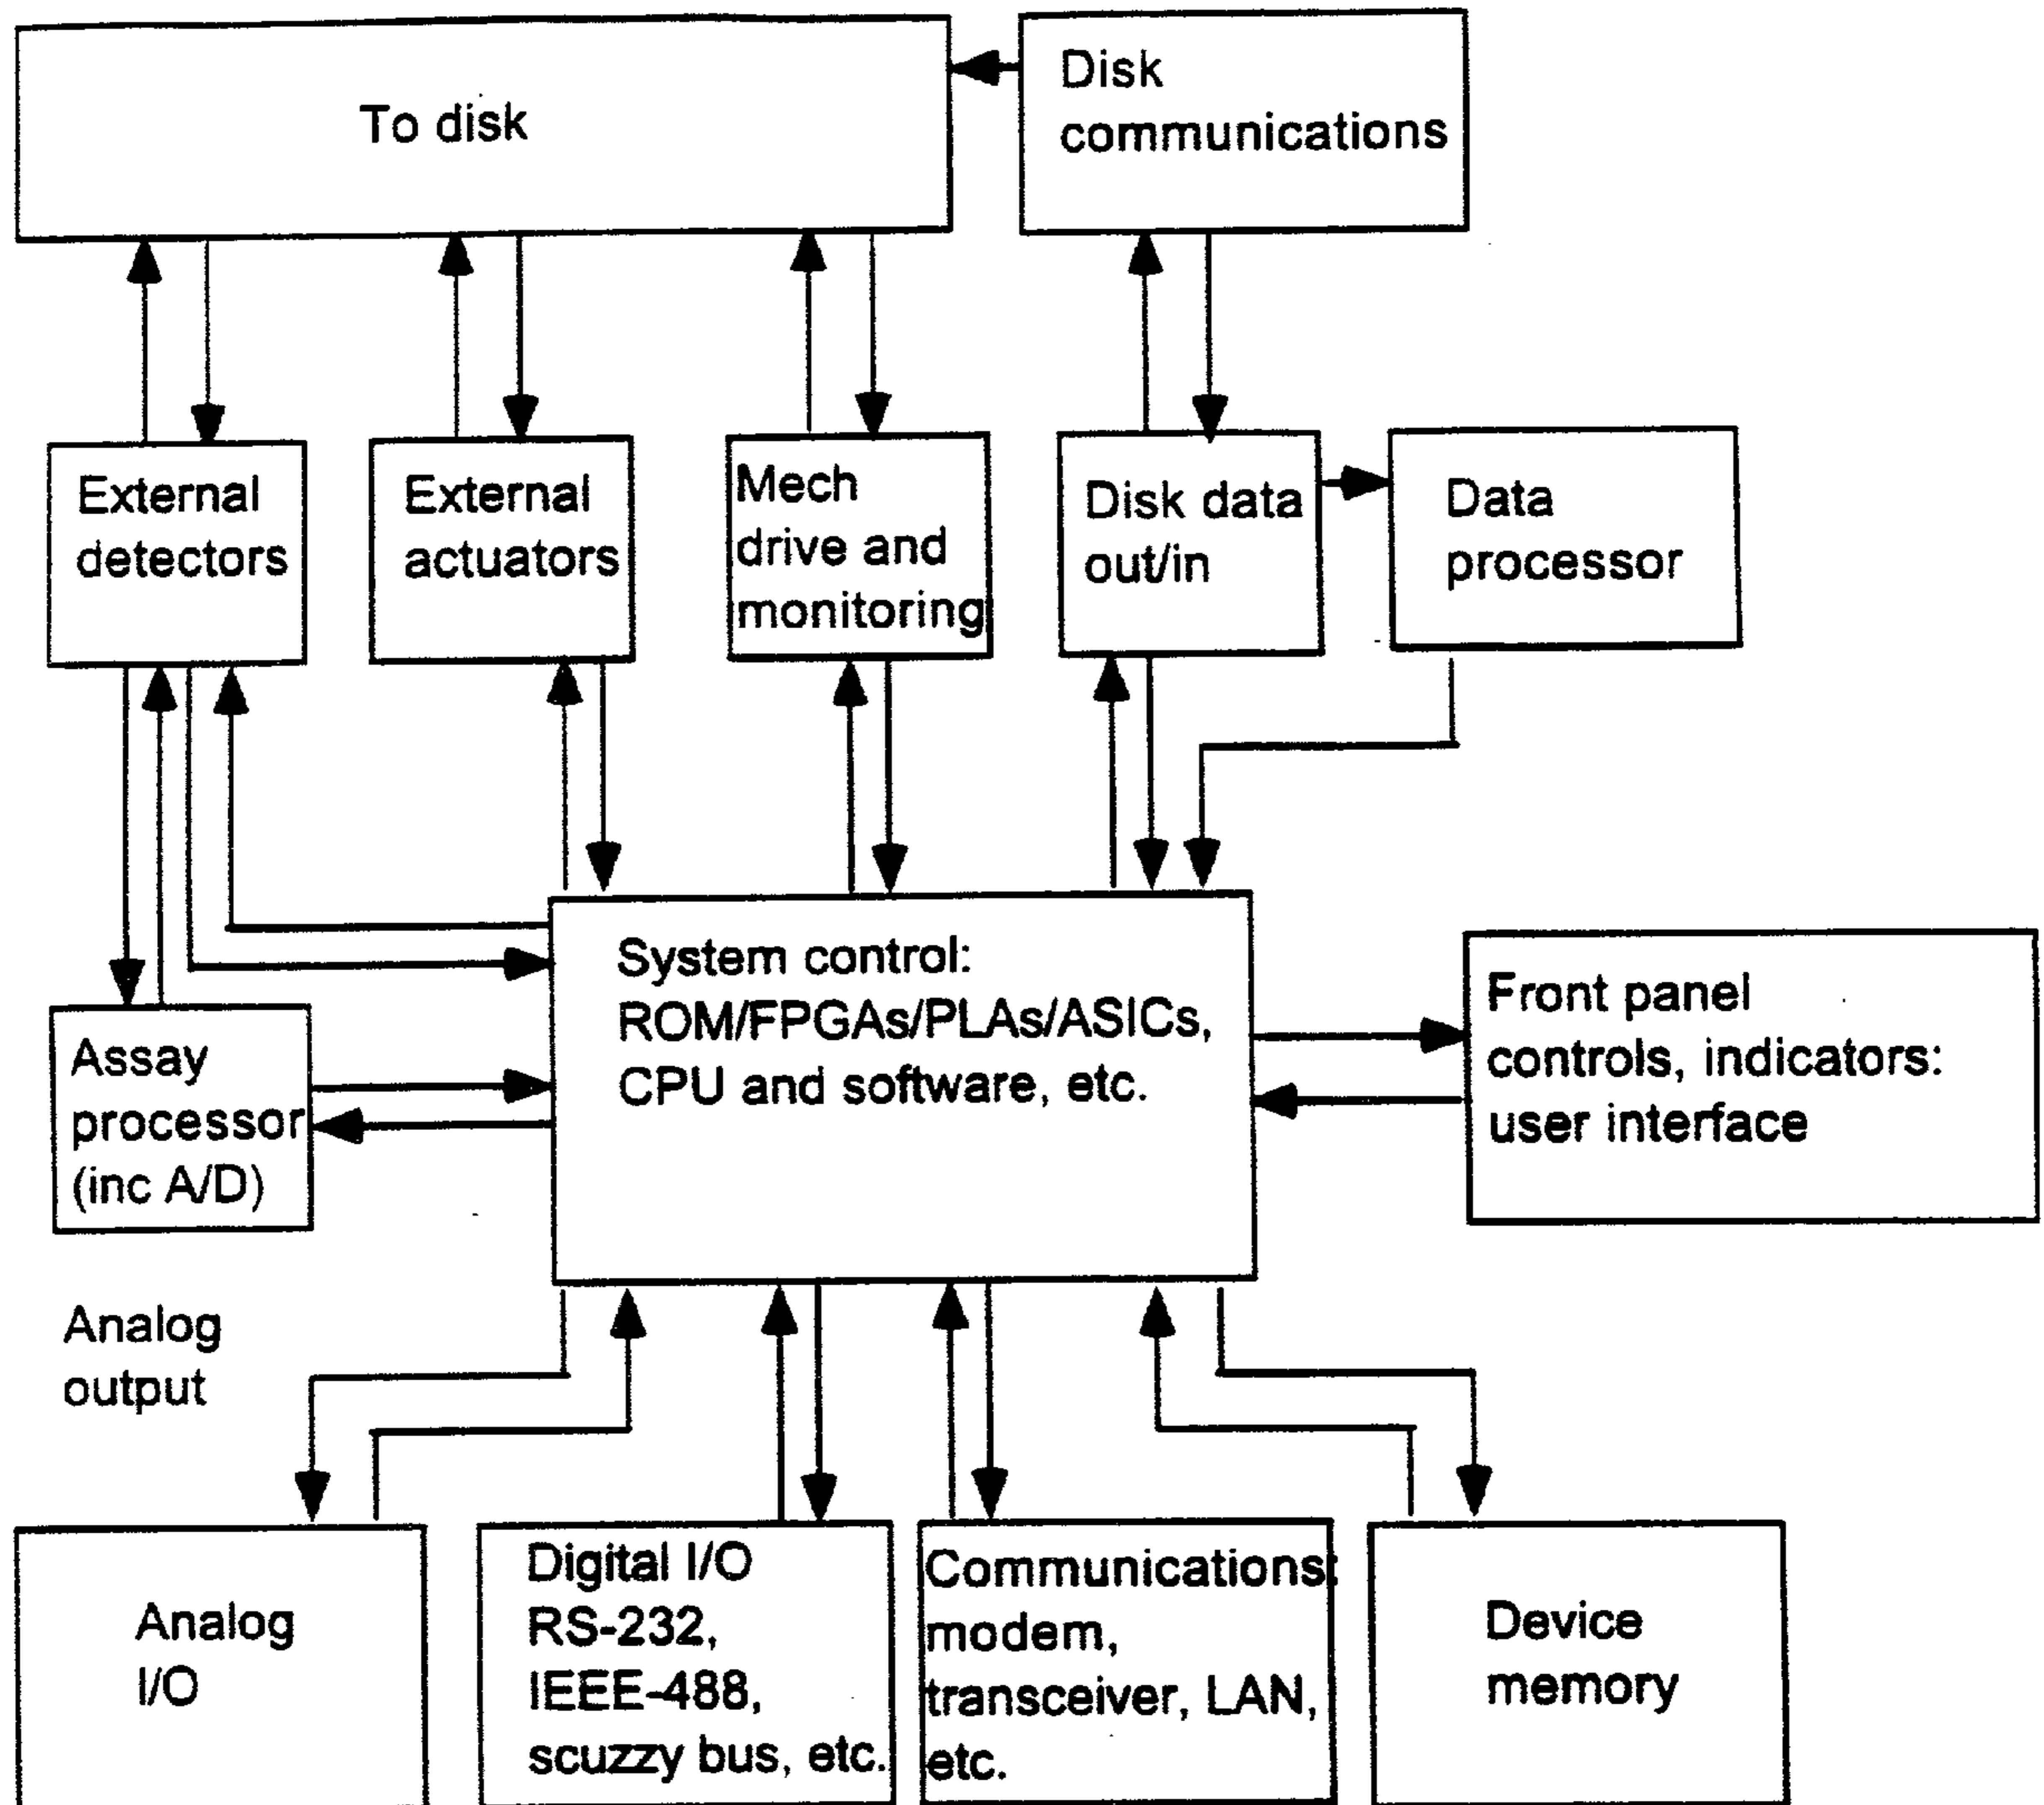 To disk
Disk
communications
External
detectors
External
actuators
Mech
drive and
monitoring
Disk data
out/in
Data
processor
System control:
ROM/FPGAs/PLAs/ASICs,
CPU and software, etc.
Front panel
controls, indicators:
user interface
Assay
processor
(inc A/D)
Analog
output
Analog
I/O
Digital I/O
RS-232,
IEEE-488,
scuzzy bus, etc.
Communications:
modem,
transceiver, LAN,
etc.
Device
memory